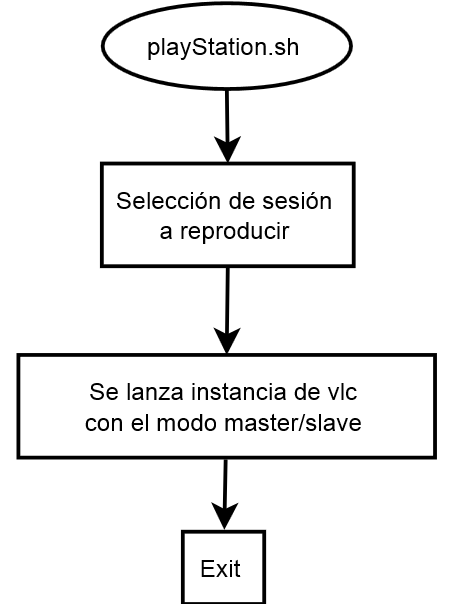 playStation.sh
Selección de sesión
a reproducir
Se lanza instancia de vlc
con el modo master/slave
Exit